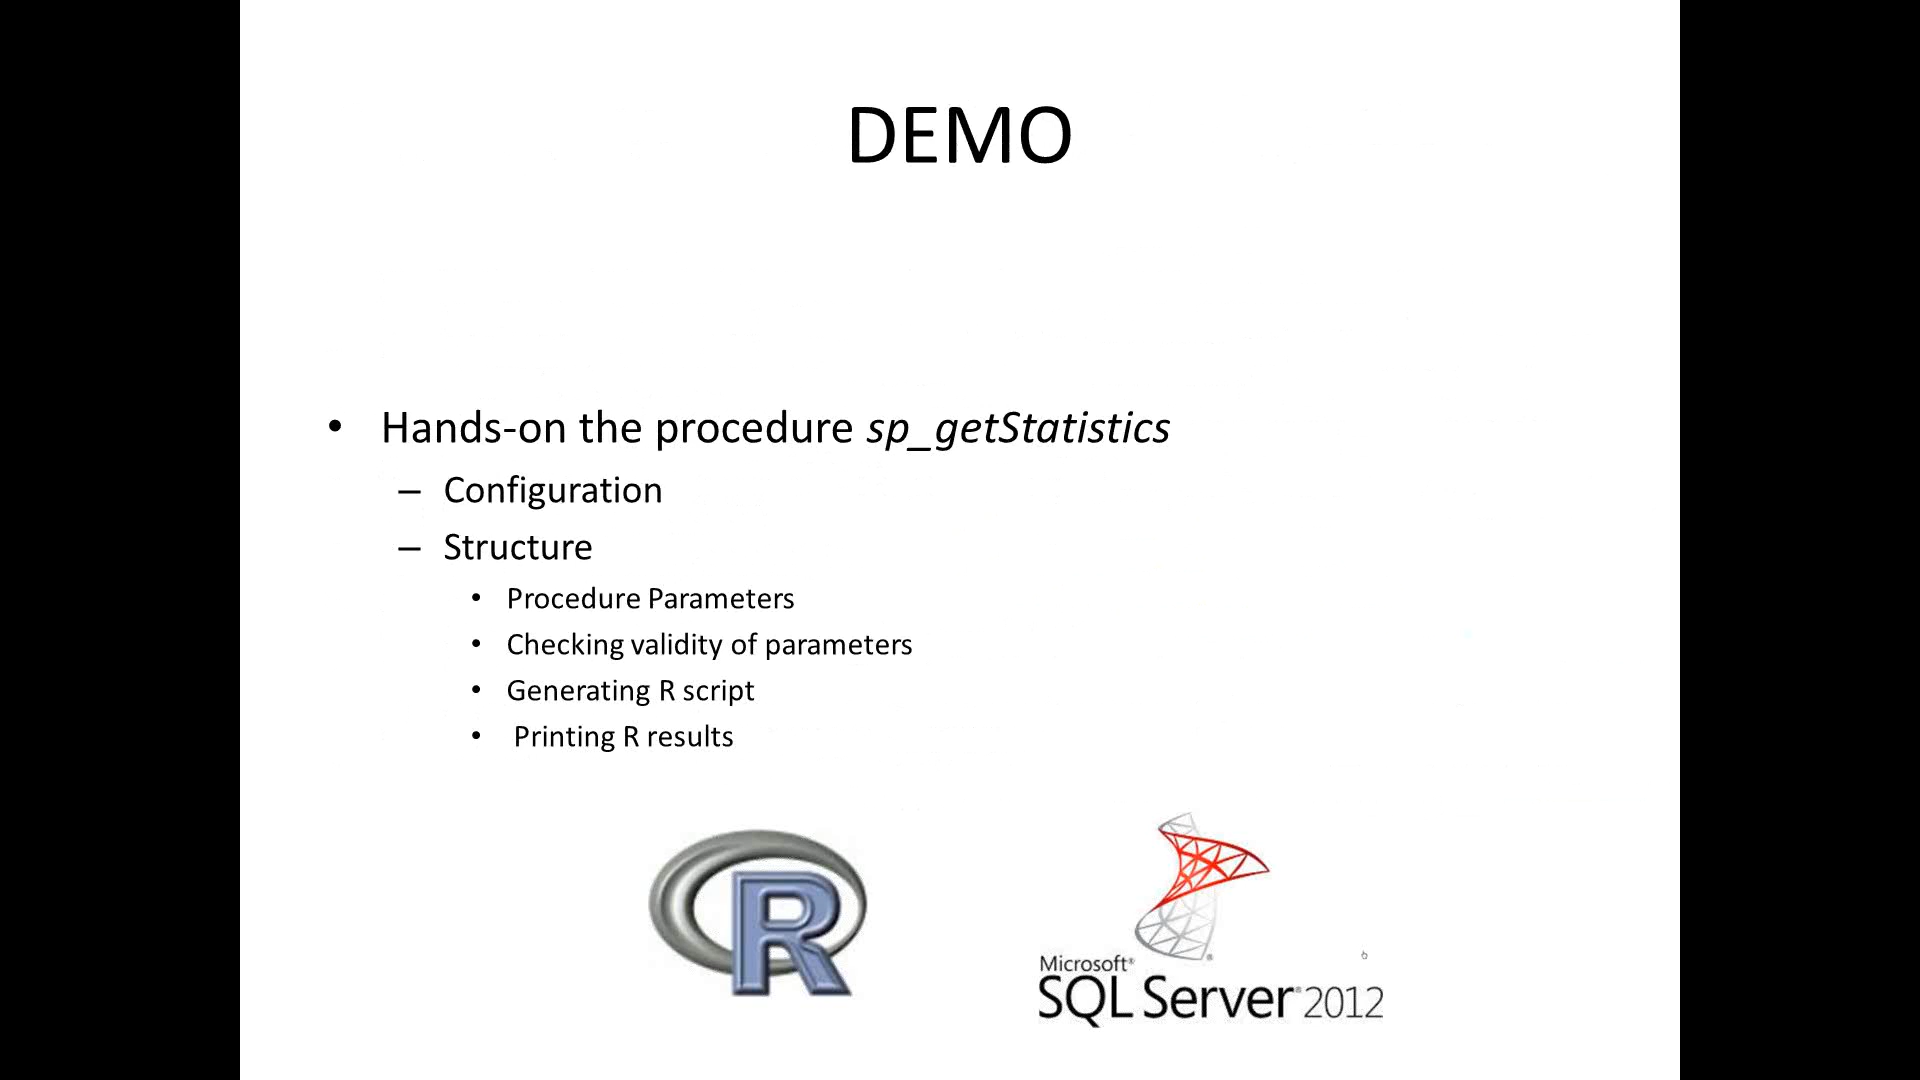 DEMO
• Hands-on the procedure sp_getStatistics
– Configuration
– Structure
• Procedure Parameters
• Checking validity of parameters
• Generating R script
• Printing R results
R
Microsoft®
SQL Server® 2012